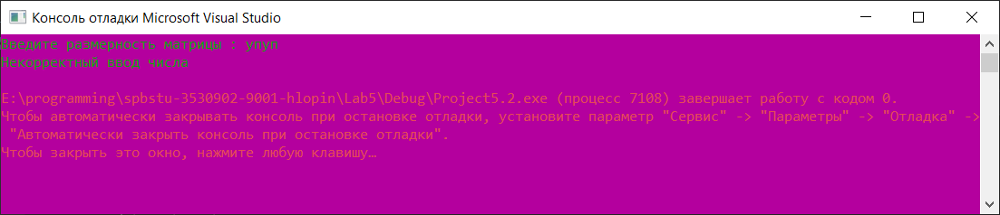 Консоль отладки Microsoft Visual Studio
Введите размерность матрицы : упуп
Некорректный ввод числа
E:\programming\spbstu-3530902-9001-hlopin\Lab5\Debug\Project5.2.exe (процесс 7108) завершает работу с кодом 0.
Чтобы автоматически закрывать консоль при остановке отладки, установите параметр "Сервис" -> "Параметры" -> "Отладка" ->
"Автоматически закрыть консоль при остановке отладки".
Чтобы закрыть это окно, нажмите любую клавишу…